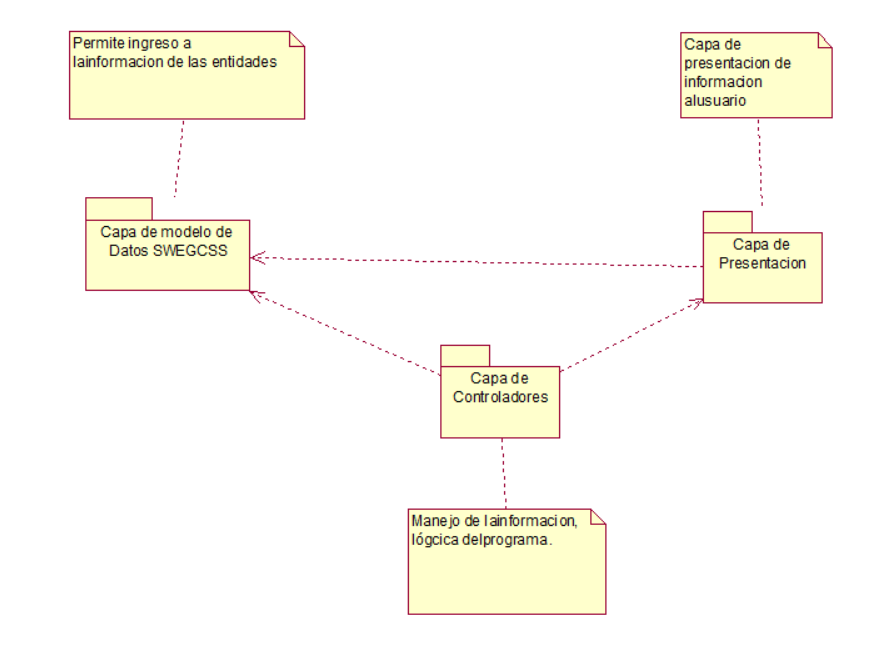 Permite ingreso a
lainformacion de las entidades
Capa de
presentacion de
informacion
alusuario
Capa de modelo de
Datos SWEGCSS
Capa de
Presentacion
Capa de
Controladores
Manejo de lainformacion,
lógcica delprograma.